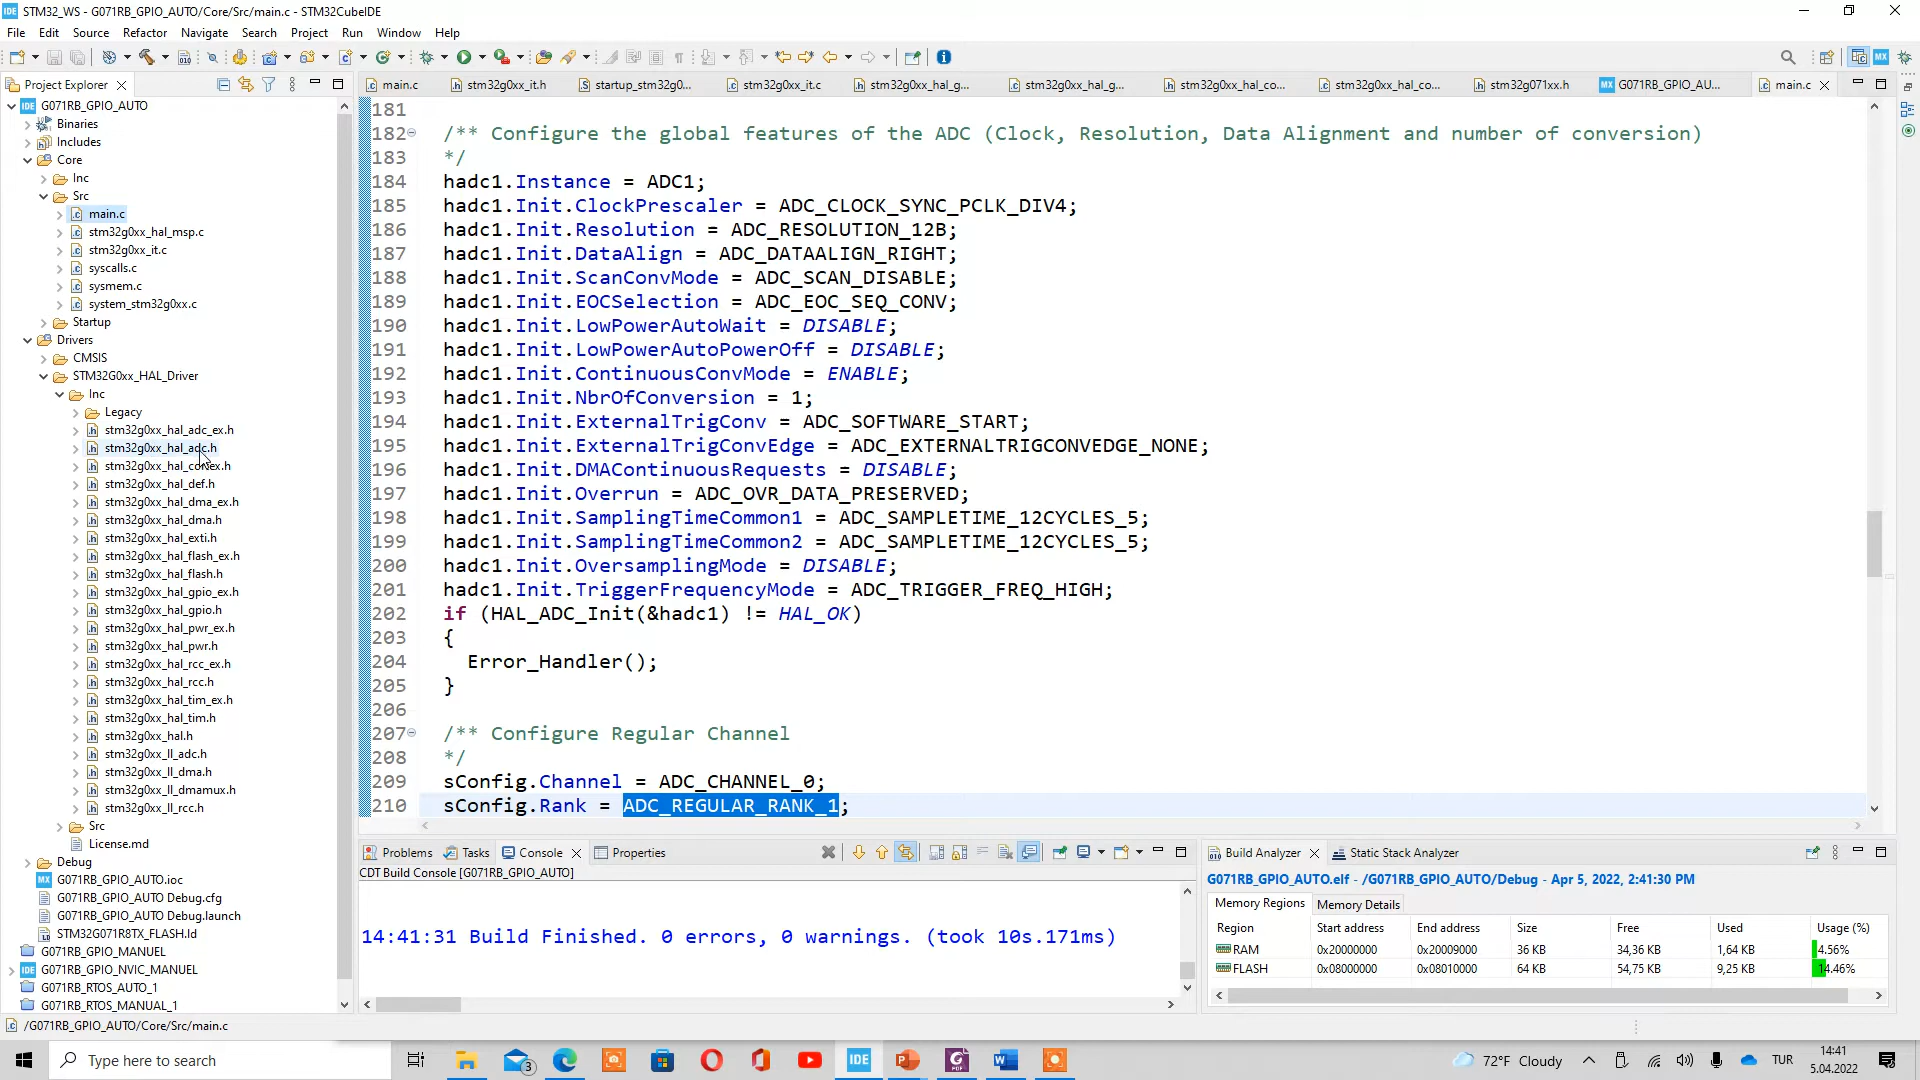 STM32_WS - G071RB_GPIO_AUTO/Core/Src/main.c - STM32CubeIDE
File Edit Source Refactor Navigate Search Project Run Window Help
Project Explorer
main.c stm32g0xx_it.h startup_stm32g0... stm32g0xx_it.c stm32g0xx_hal_g... stm32g0xx_hal_g... stm32g0xx_hal_co... stm32g0xx_hal_co... stm32g071xx.h G071RB_GPIO_AU... main.c
G071RB_GPIO_AUTO
Binaries
Includes
Core
Inc
Src
main.c
stm32g0xx_hal_msp.c
stm32g0xx_it.c
syscalls.c
sysmem.c
system_stm32g0xx.c
Startup
Drivers
CMSIS
STM32G0xx_HAL_Driver
Inc
Legacy
stm32g0xx_hal_adc_ex.h
stm32g0xx_hal_adc.h
stm32g0xx_hal_cortex.h
stm32g0xx_hal_def.h
stm32g0xx_hal_dma_ex.h
stm32g0xx_hal_dma.h
stm32g0xx_hal_exti.h
stm32g0xx_hal_flash_ex.h
stm32g0xx_hal_flash.h
stm32g0xx_hal_gpio_ex.h
stm32g0xx_hal_gpio.h
stm32g0xx_hal_pwr_ex.h
stm32g0xx_hal_pwr.h
stm32g0xx_hal_rcc_ex.h
stm32g0xx_hal_rcc.h
stm32g0xx_hal_tim_ex.h
stm32g0xx_hal_tim.h
stm32g0xx_hal.h
stm32g0xx_ll_adc.h
stm32g0xx_ll_dma.h
stm32g0xx_ll_dmamux.h
stm32g0xx_ll_rcc.h
Src
License.md
Debug
G071RB_GPIO_AUTO.ioc
G071RB_GPIO_AUTO Debug.cfg
G071RB_GPIO_AUTO Debug.launch
STM32G071R8TX_FLASH.ld
G071RB_GPIO_MANUEL
G071RB_GPIO_NVIC_MANUEL
G071RB_RTOS_AUTO_1
G071RB_RTOS_MANUAL_1
181
182 /** Configure the global features of the ADC (Clock, Resolution, Data Alignment and number of conversion)
183 */
184 hadc1.Instance = ADC1;
185 hadc1.Init.ClockPrescaler = ADC_CLOCK_SYNC_PCLK_DIV4;
186 hadc1.Init.Resolution = ADC_RESOLUTION_12B;
187 hadc1.Init.DataAlign = ADC_DATAALIGN_RIGHT;
188 hadc1.Init.ScanConvMode = ADC_SCAN_DISABLE;
189 hadc1.Init.EOCSelection = ADC_EOC_SEQ_CONV;
190 hadc1.Init.LowPowerAutoWait = DISABLE;
191 hadc1.Init.LowPowerAutoPowerOff = DISABLE;
192 hadc1.Init.ContinuousConvMode = ENABLE;
193 hadc1.Init.NbrOfConversion = 1;
194 hadc1.Init.ExternalTrigConv = ADC_SOFTWARE_START;
195 hadc1.Init.ExternalTrigConvEdge = ADC_EXTERNALTRIGCONVEDGE_NONE;
196 hadc1.Init.DMAContinuousRequests = DISABLE;
197 hadc1.Init.Overrun = ADC_OVR_DATA_PRESERVED;
198 hadc1.Init.SamplingTimeCommon1 = ADC_SAMPLETIME_12CYCLES_5;
199 hadc1.Init.SamplingTimeCommon2 = ADC_SAMPLETIME_12CYCLES_5;
200 hadc1.Init.OversamplingMode = DISABLE;
201 hadc1.Init.TriggerFrequencyMode = ADC_TRIGGER_FREQ_HIGH;
202 if (HAL_ADC_Init(&hadc1) != HAL_OK)
203 {
204 Error_Handler();
205 }
206
207 /** Configure Regular Channel
208 */
209 sConfig.Channel = ADC_CHANNEL_0;
210 sConfig.Rank = ADC_REGULAR_RANK_1;
Problems Tasks Console Properties
CDT Build Console [G071RB_GPIO_AUTO]
14:41:31 Build Finished. 0 errors, 0 warnings. (took 10s.171ms)
Build Analyzer Static Stack Analyzer
G071RB_GPIO_AUTO.elf - /G071RB_GPIO_AUTO/Debug - Apr 5, 2022, 2:41:30 PM
Memory Regions Memory Details
Region Start address End address Size Free Used Usage (%)
RAM 0x20000000 0x20009000 36 KB 34,36 KB 1,64 KB 4.56%
FLASH 0x08000000 0x08010000 64 KB 54,75 KB 9,25 KB 14.46%
/G071RB_GPIO_AUTO/Core/Src/main.c
Type here to search
72°F Cloudy
TUR
14:41
5.04.2022